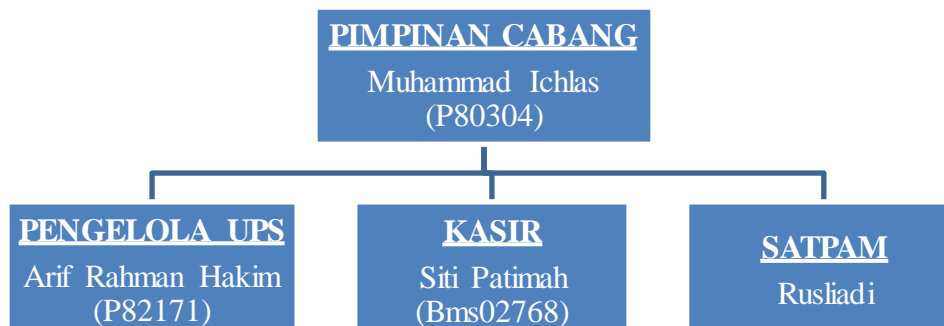 PIMPINAN CABANG
Muhammad Ichlas
(P80304)
PENGELOLA UPS
Arif Rahman Hakim
(P82171)
KASIR
Siti Patimah
(Bms02768)
SATPAM
Rusliadi